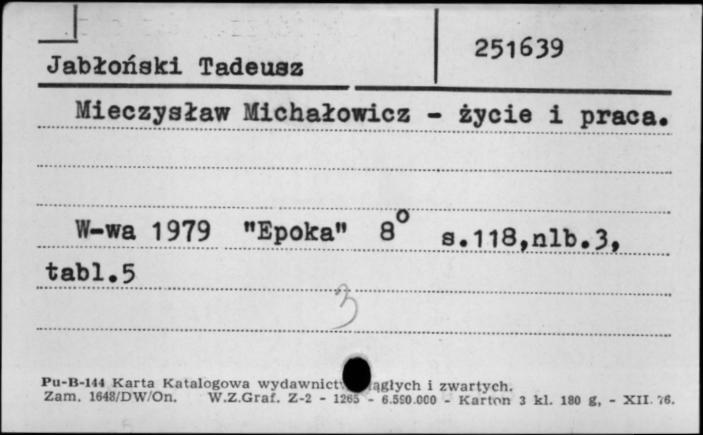 251639
Jabłoński Tadeusz
Mieczysław Michałowicz - życie i praca.
W-wa 1979 "Epoka" 8° s.118,nlb.3,
tabl.5
3
Pu-B-144 Karta Katalogowa wydawnictw ciągłych i zwartych.
Zam. 1648/DW/On. W.Z.Graf. Z-2 - 1265 - 6.550.000 - Karton 3 kl. 180 g, - XII. 76.